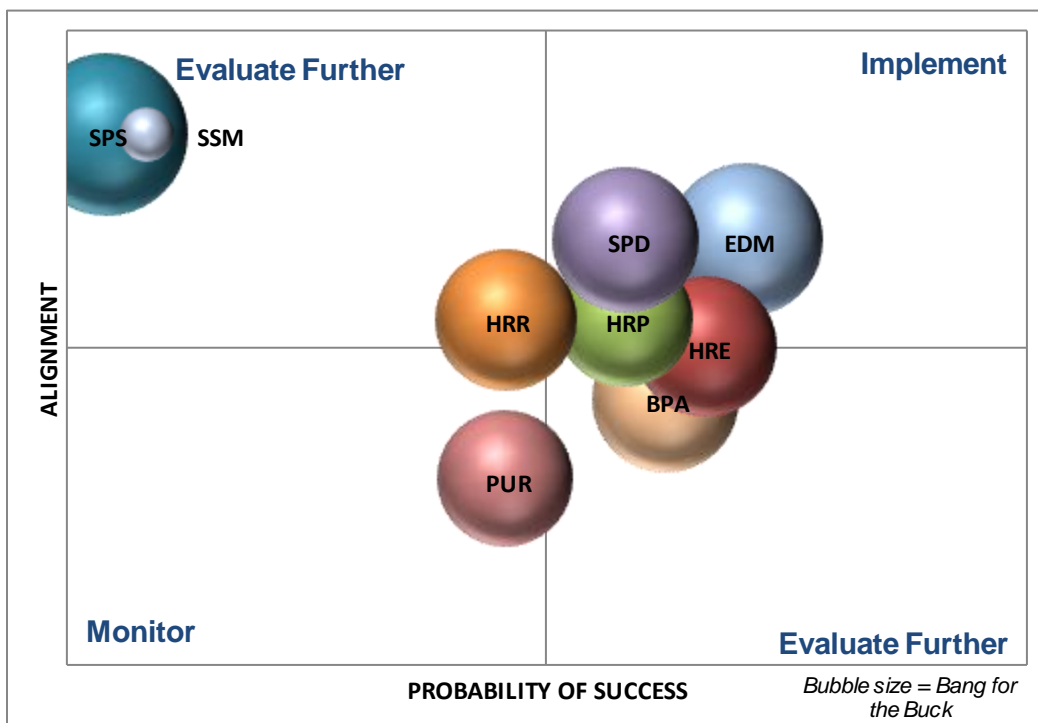 Evaluate Further
Implement
SPS
SSM
SPD
EDM
HRR
HRP
HRE
BPA
PUR
ALIGNMENT
Monitor
Evaluate Further
PROBABILITY OF SUCCESS
Bubble size = Bang for
the Buck